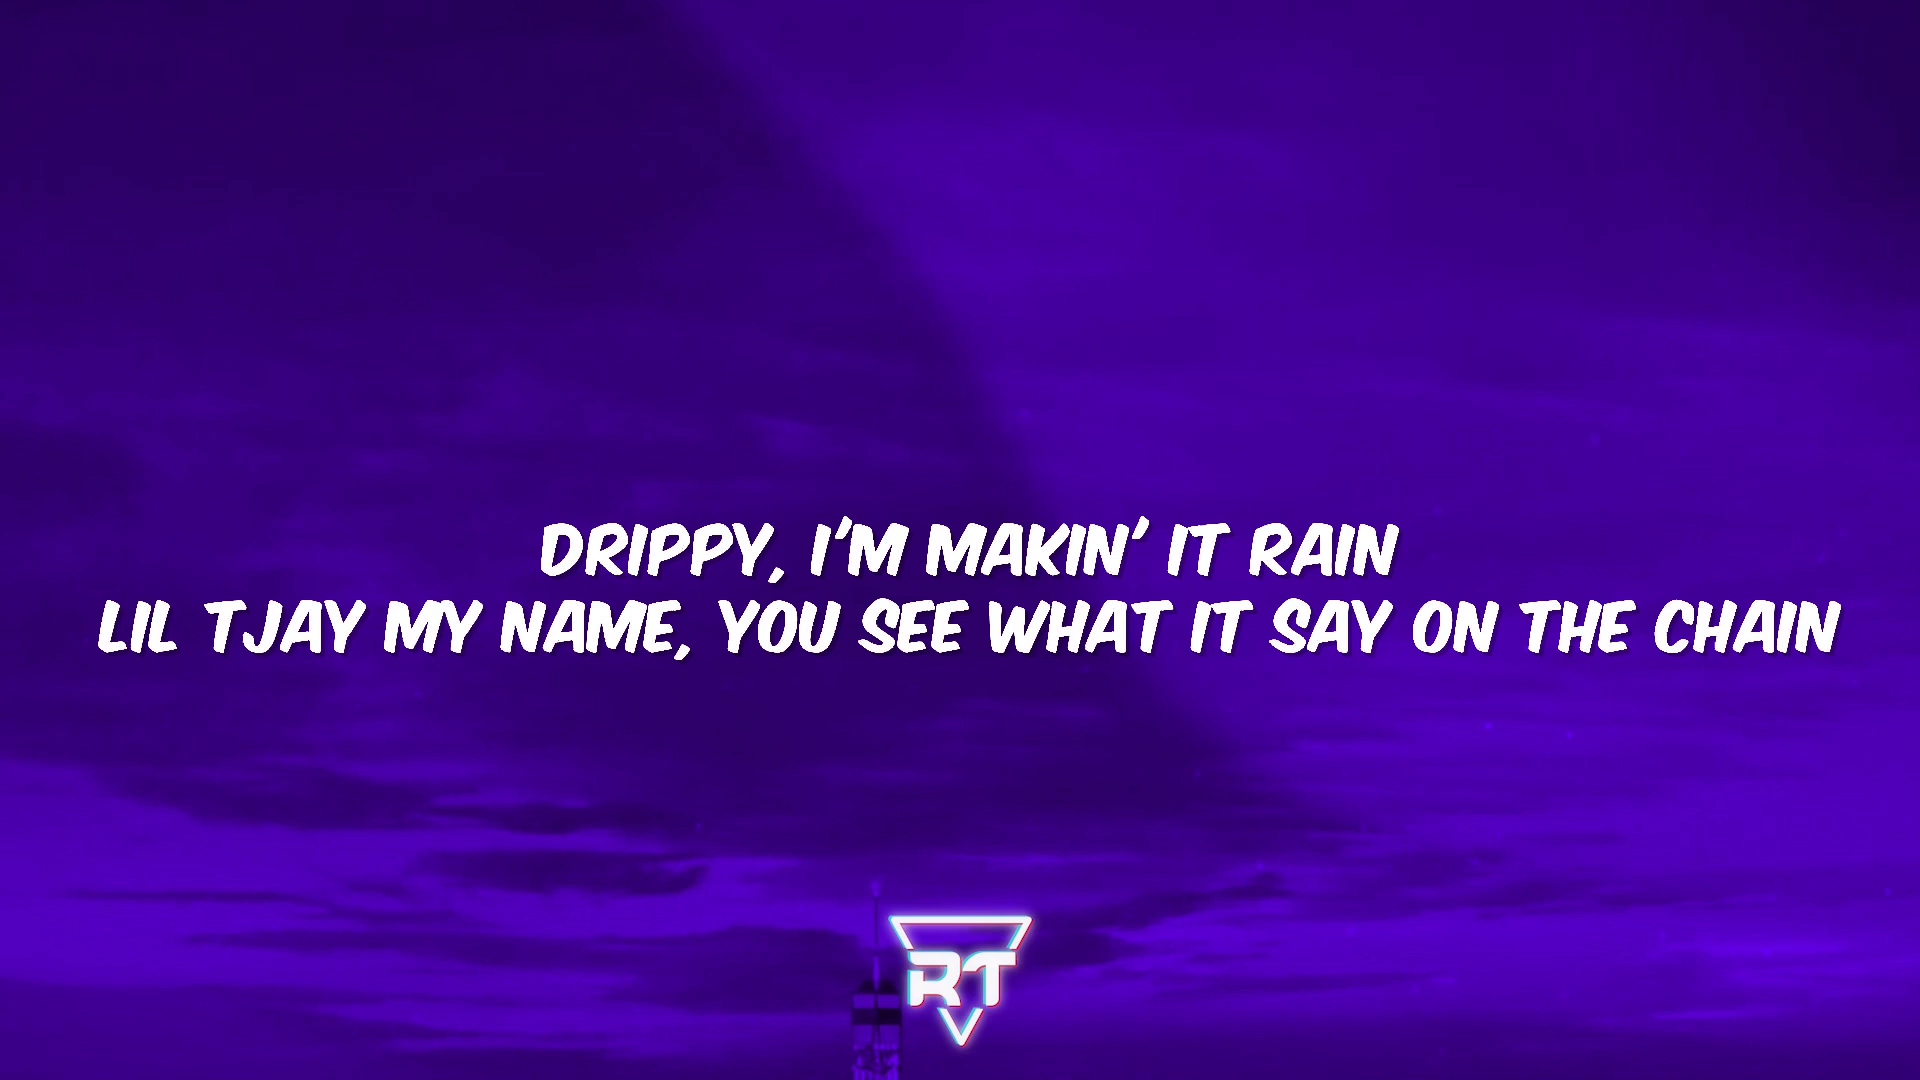 DRIPPY, I'M MAKIN' IT RAIN
LIL TJAY MY NAME, YOU SEE WHAT IT SAY ON THE CHAIN
RT